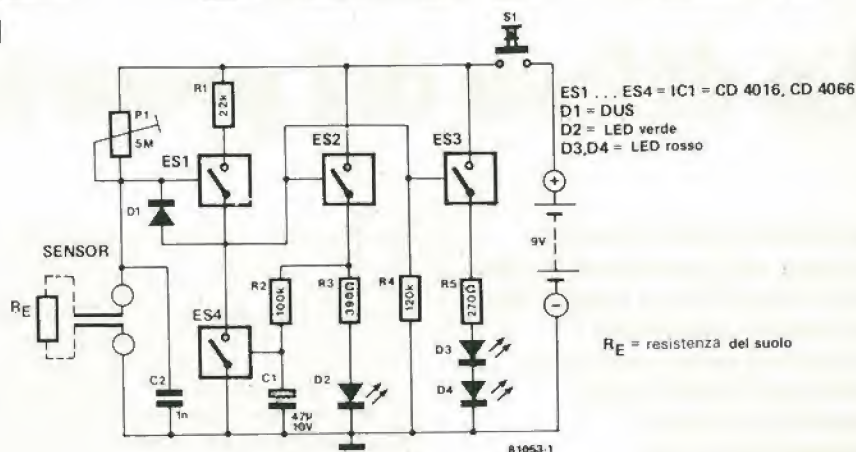 S1
ES1 ... ES4 = IC1 = CD 4016, CD 4066
D1 = DUS
D2 = LED verde
D3,D4 = LED rosso
P1
5M
R1
22k
ES1
ES2
ES3
D1
SENSOR
RE
R2
100k
R3
390Ω
R4
120k
R5
270Ω
9V
ES4
C2
1n
C1
47µ
10V
D2
D3
D4
RE = resistenza del suolo
81053-1